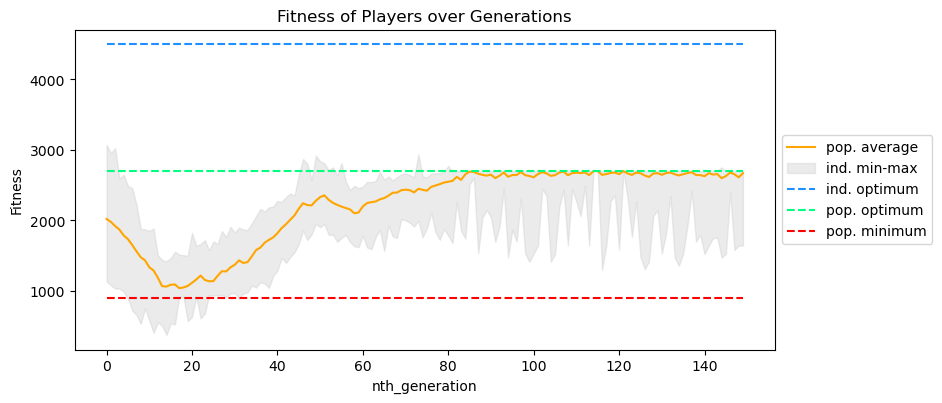 Fitness of Players over Generations
Fitness
4000
3000
2000
1000
0
20
40
60
80
100
120
140
nth_generation
pop. average
ind. min-max
ind. optimum
pop. optimum
pop. minimum